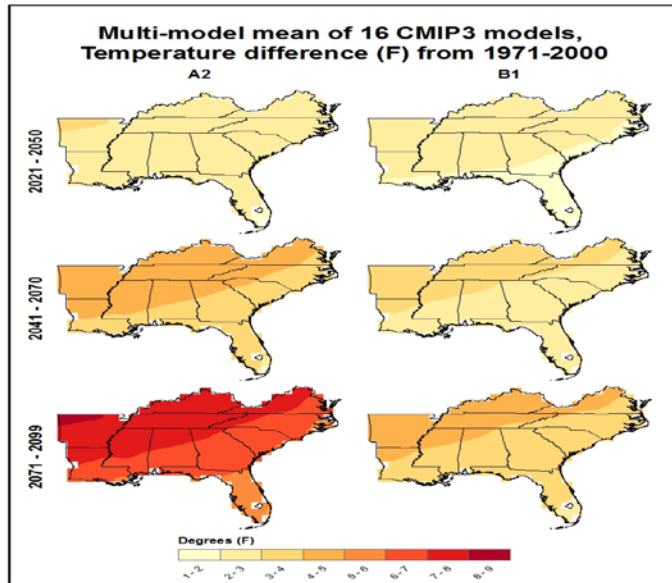 Multi-model mean of 16 CMIP3 models,
Temperature difference (F) from 1971-2000
A2 B1
2021 - 2050
2041 - 2070
2071 - 2099
Degrees (F)
1 - 2 2 - 3 3 - 4 4 - 5 5 - 6 6 - 7 7 - 8 8 - 9